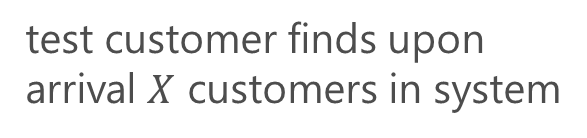 test customer finds upon
arrival X customers in system